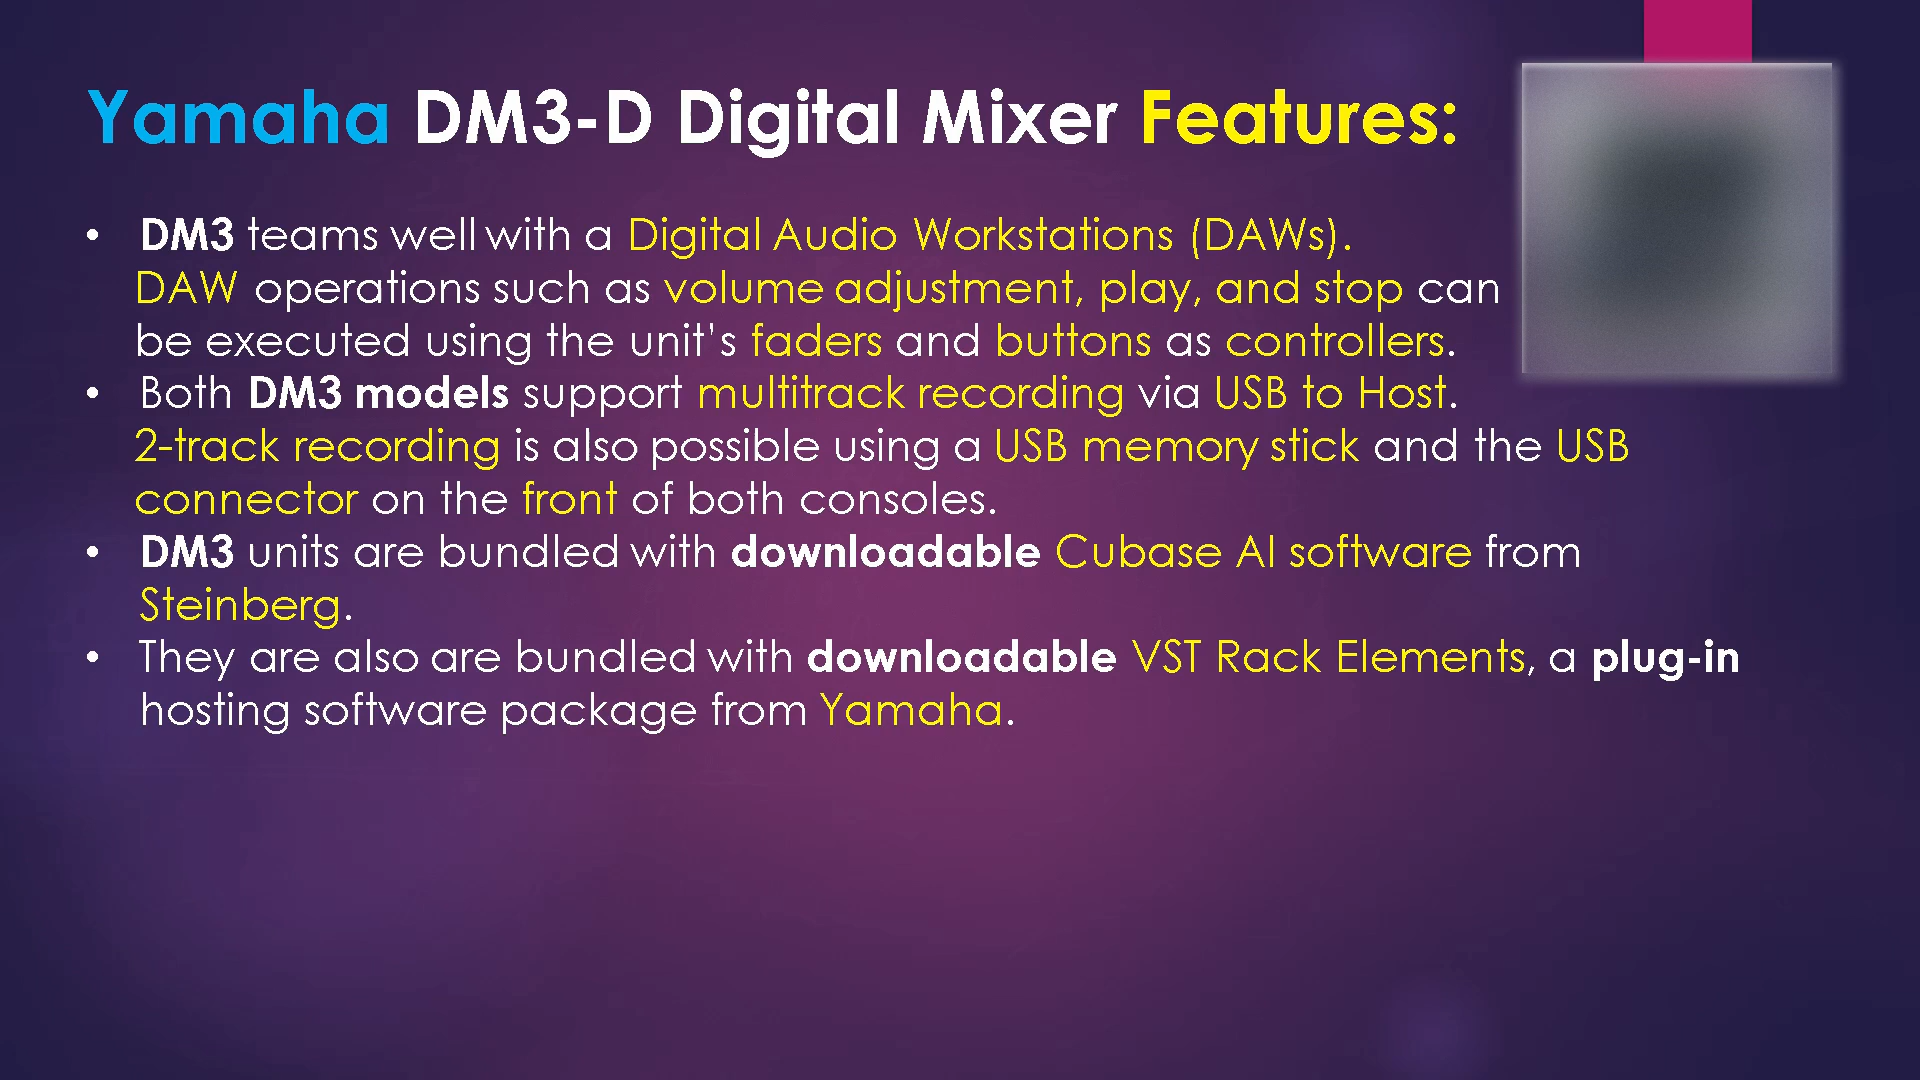 Yamaha DM3-D Digital Mixer Features:
• DM3 teams well with a Digital Audio Workstations (DAWs).
DAW operations such as volume adjustment, play, and stop can
be executed using the unit's faders and buttons as controllers.
• Both DM3 models support multitrack recording via USB to Host.
2-track recording is also possible using a USB memory stick and the USB
connector on the front of both consoles.
• DM3 units are bundled with downloadable Cubase AI software from
Steinberg.
• They are also are bundled with downloadable VST Rack Elements, a plug-in
hosting software package from Yamaha.